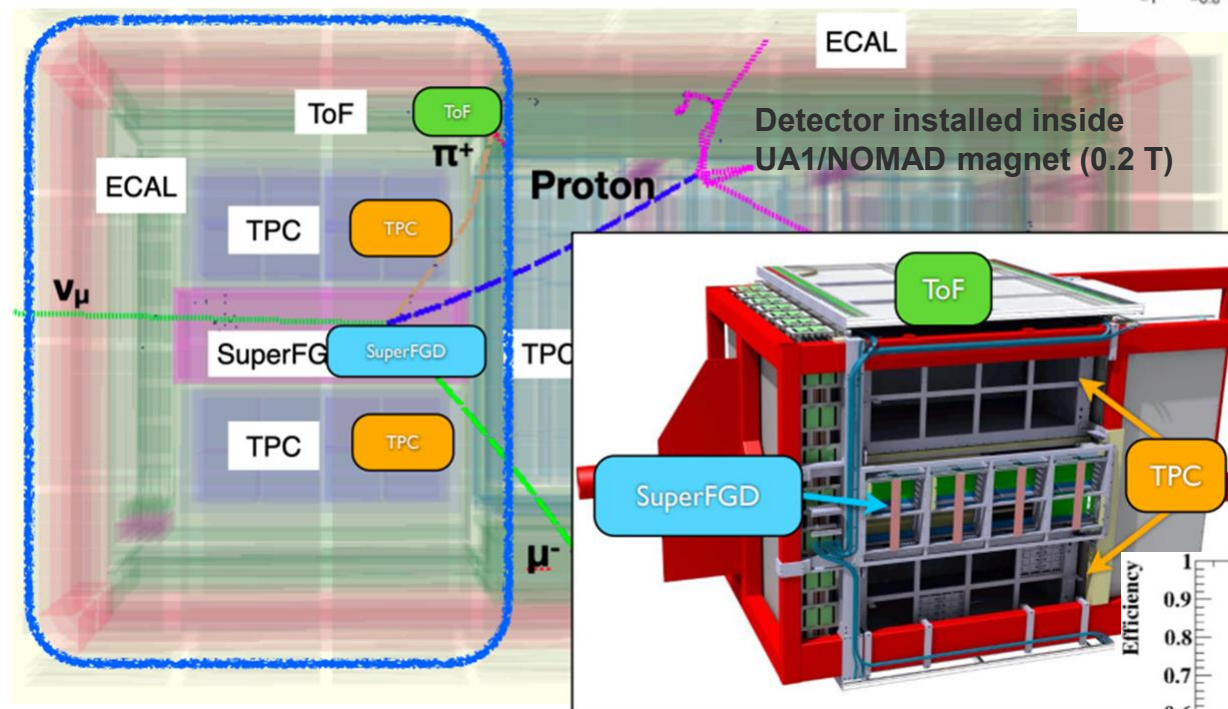 ECAL
ToF
ToF
π⁺
Detector installed inside
UA1/NOMAD magnet (0.2 T)
ECAL
Proton
TPC
TPC
νμ
SuperFG
SuperFGD
TPC
TPC
TPC
μ⁻
ToF
SuperFGD
TPC
Efficiency
1
0.9
0.8
0.7